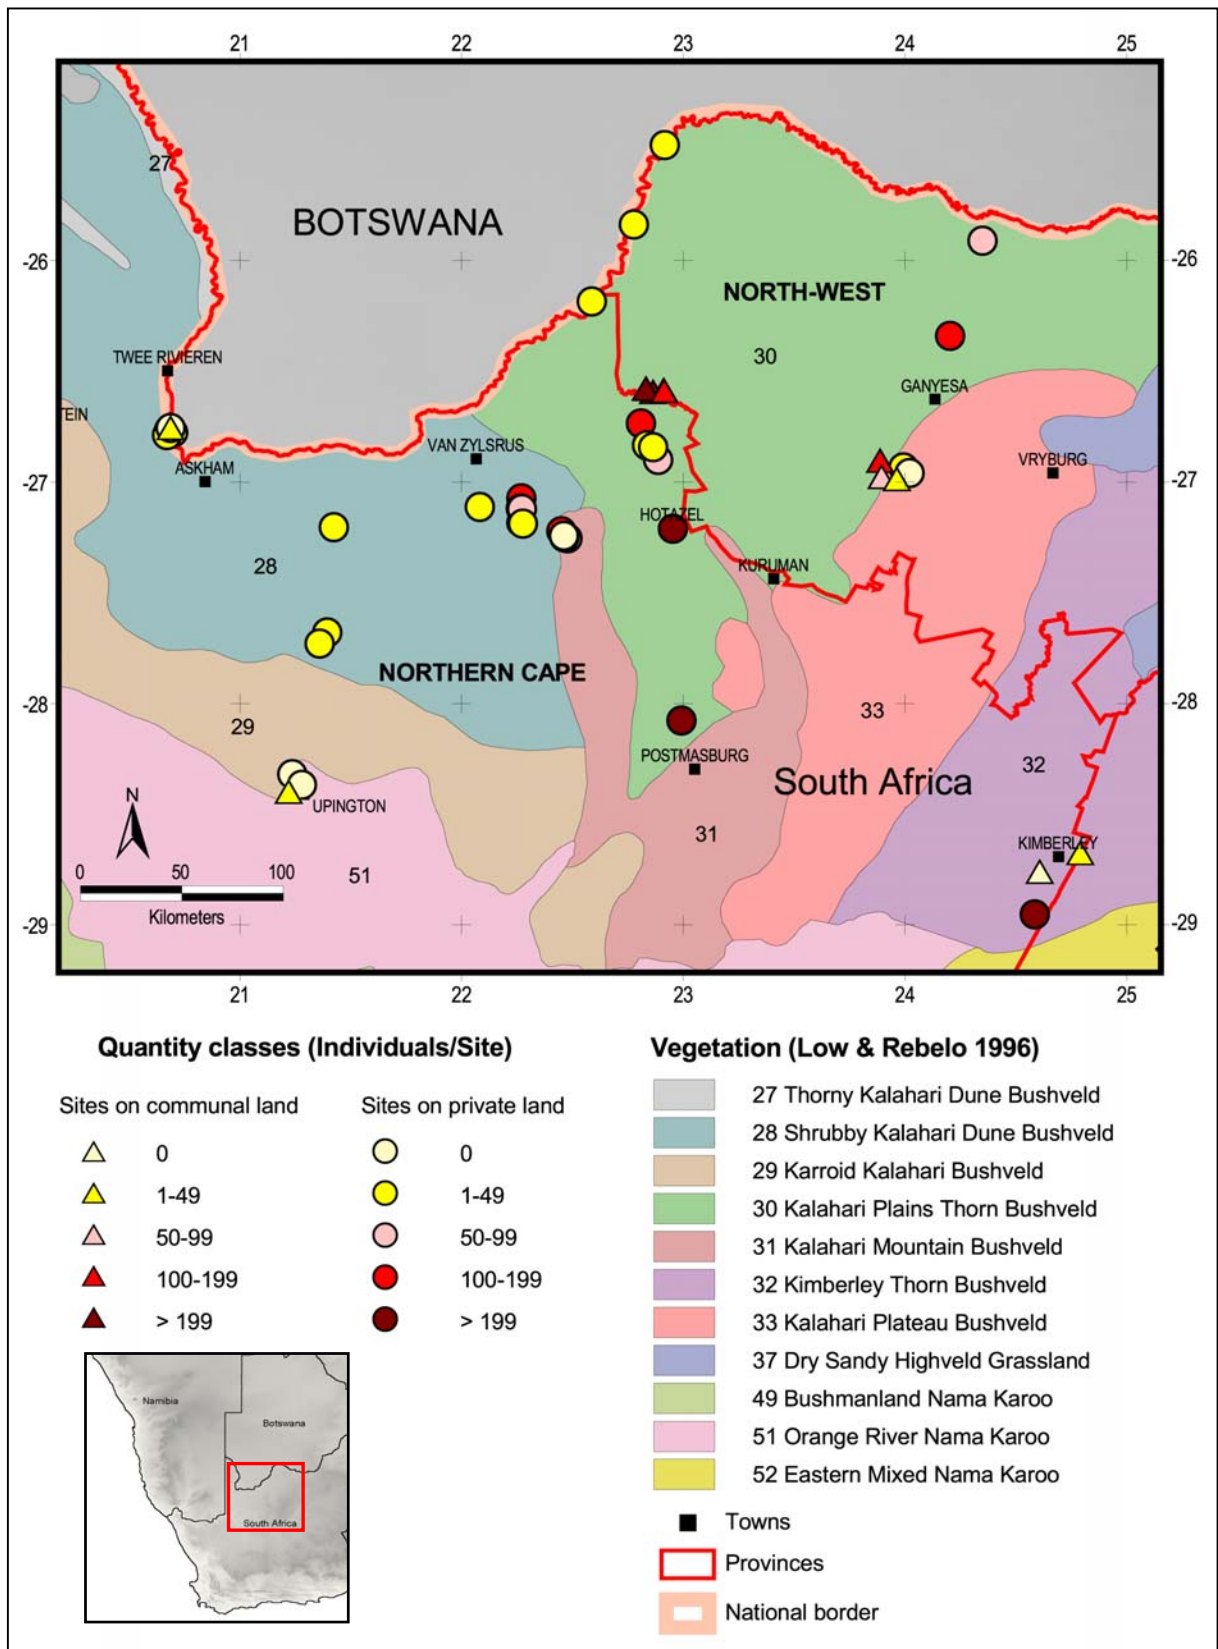 21 22 23 24 25
27
BOTSWANA
-26 -26
NORTH-WEST
30
TWEE RIVIEREN
GANYESA
TEIN
VAN ZYLSRUS
ASKHAM
VRYBURG
-27 -27
HOTAZEL
28
KURUMAN
NORTHERN CAPE
-28 -28
29
33
POSTMASBURG
South Africa
32
N
UPINGTON
31
KIMBERLEY
0 50 100
51
Kilometers
-29 -29
21 22 23 24 25
Quantity classes (Individuals/Site)
Sites on communal land
0
1-49
50-99
100-199
> 199
Sites on private land
0
1-49
50-99
100-199
> 199
Namibia
Botswana
South Africa
Vegetation (Low & Rebelo 1996)
27 Thorny Kalahari Dune Bushveld
28 Shrubby Kalahari Dune Bushveld
29 Karroid Kalahari Bushveld
30 Kalahari Plains Thorn Bushveld
31 Kalahari Mountain Bushveld
32 Kimberley Thorn Bushveld
33 Kalahari Plateau Bushveld
37 Dry Sandy Highveld Grassland
49 Bushmanland Nama Karoo
51 Orange River Nama Karoo
52 Eastern Mixed Nama Karoo
Towns
Provinces
National border